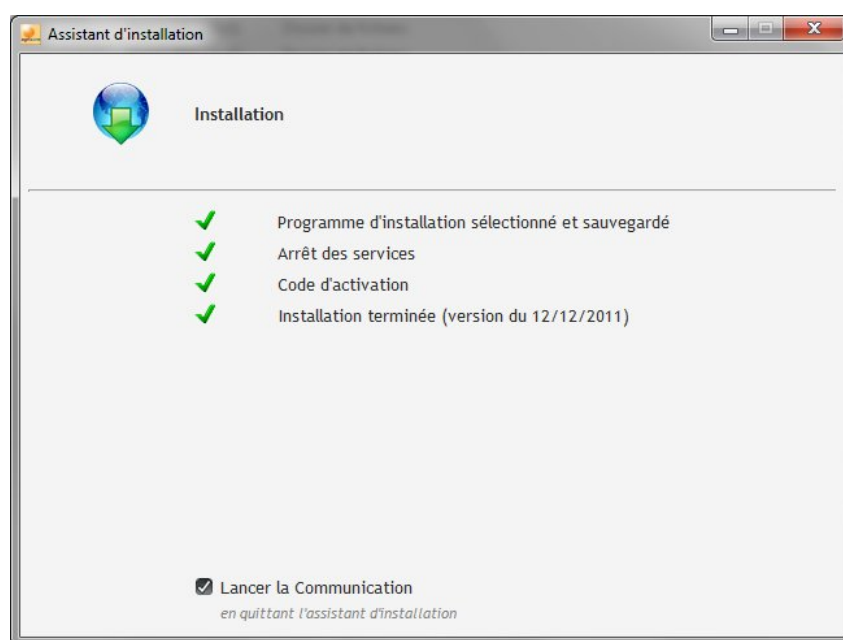 Assistant d'installation
Installation
Programme d'installation sélectionné et sauvegardé
Arrêt des services
Code d'activation
Installation terminée (version du 12/12/2011)
Lancer la Communication
en quittant l'assistant d'installation